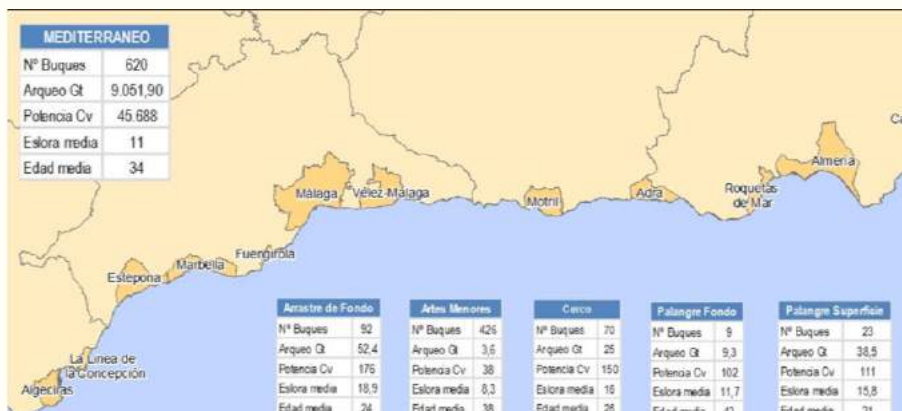 MEDITERRANEO
Nº Buques 620
Arqueo Gt 9.051,90
Potencia Cv 45.688
Eslora media 11
Edad media 34
Málaga
Vélez-Málaga
Motril
Adra
Roquetas
de Mar
Almería
Fuengirola
Marbella
Estepona
La Línea de
la Concepción
Algeciras
Arrastre de Fondo
Nº Buques 92
Arqueo Gt 52,4
Potencia Cv 176
Eslora media 18,9
Edad media 24
Artes Menores
Nº Buques 426
Arqueo Gt 3,6
Potencia Cv 38
Eslora media 8,3
Edad media 38
Cerco
Nº Buques 70
Arqueo Gt 25
Potencia Cv 150
Eslora media 16
Edad media 26
Palangre Fondo
Nº Buques 9
Arqueo Gt 9,3
Potencia Cv 102
Eslora media 11,7
Edad media
Palangre Superficie
Nº Buques 23
Arqueo Gt 38,5
Potencia Cv 111
Eslora media 15,8
Edad media